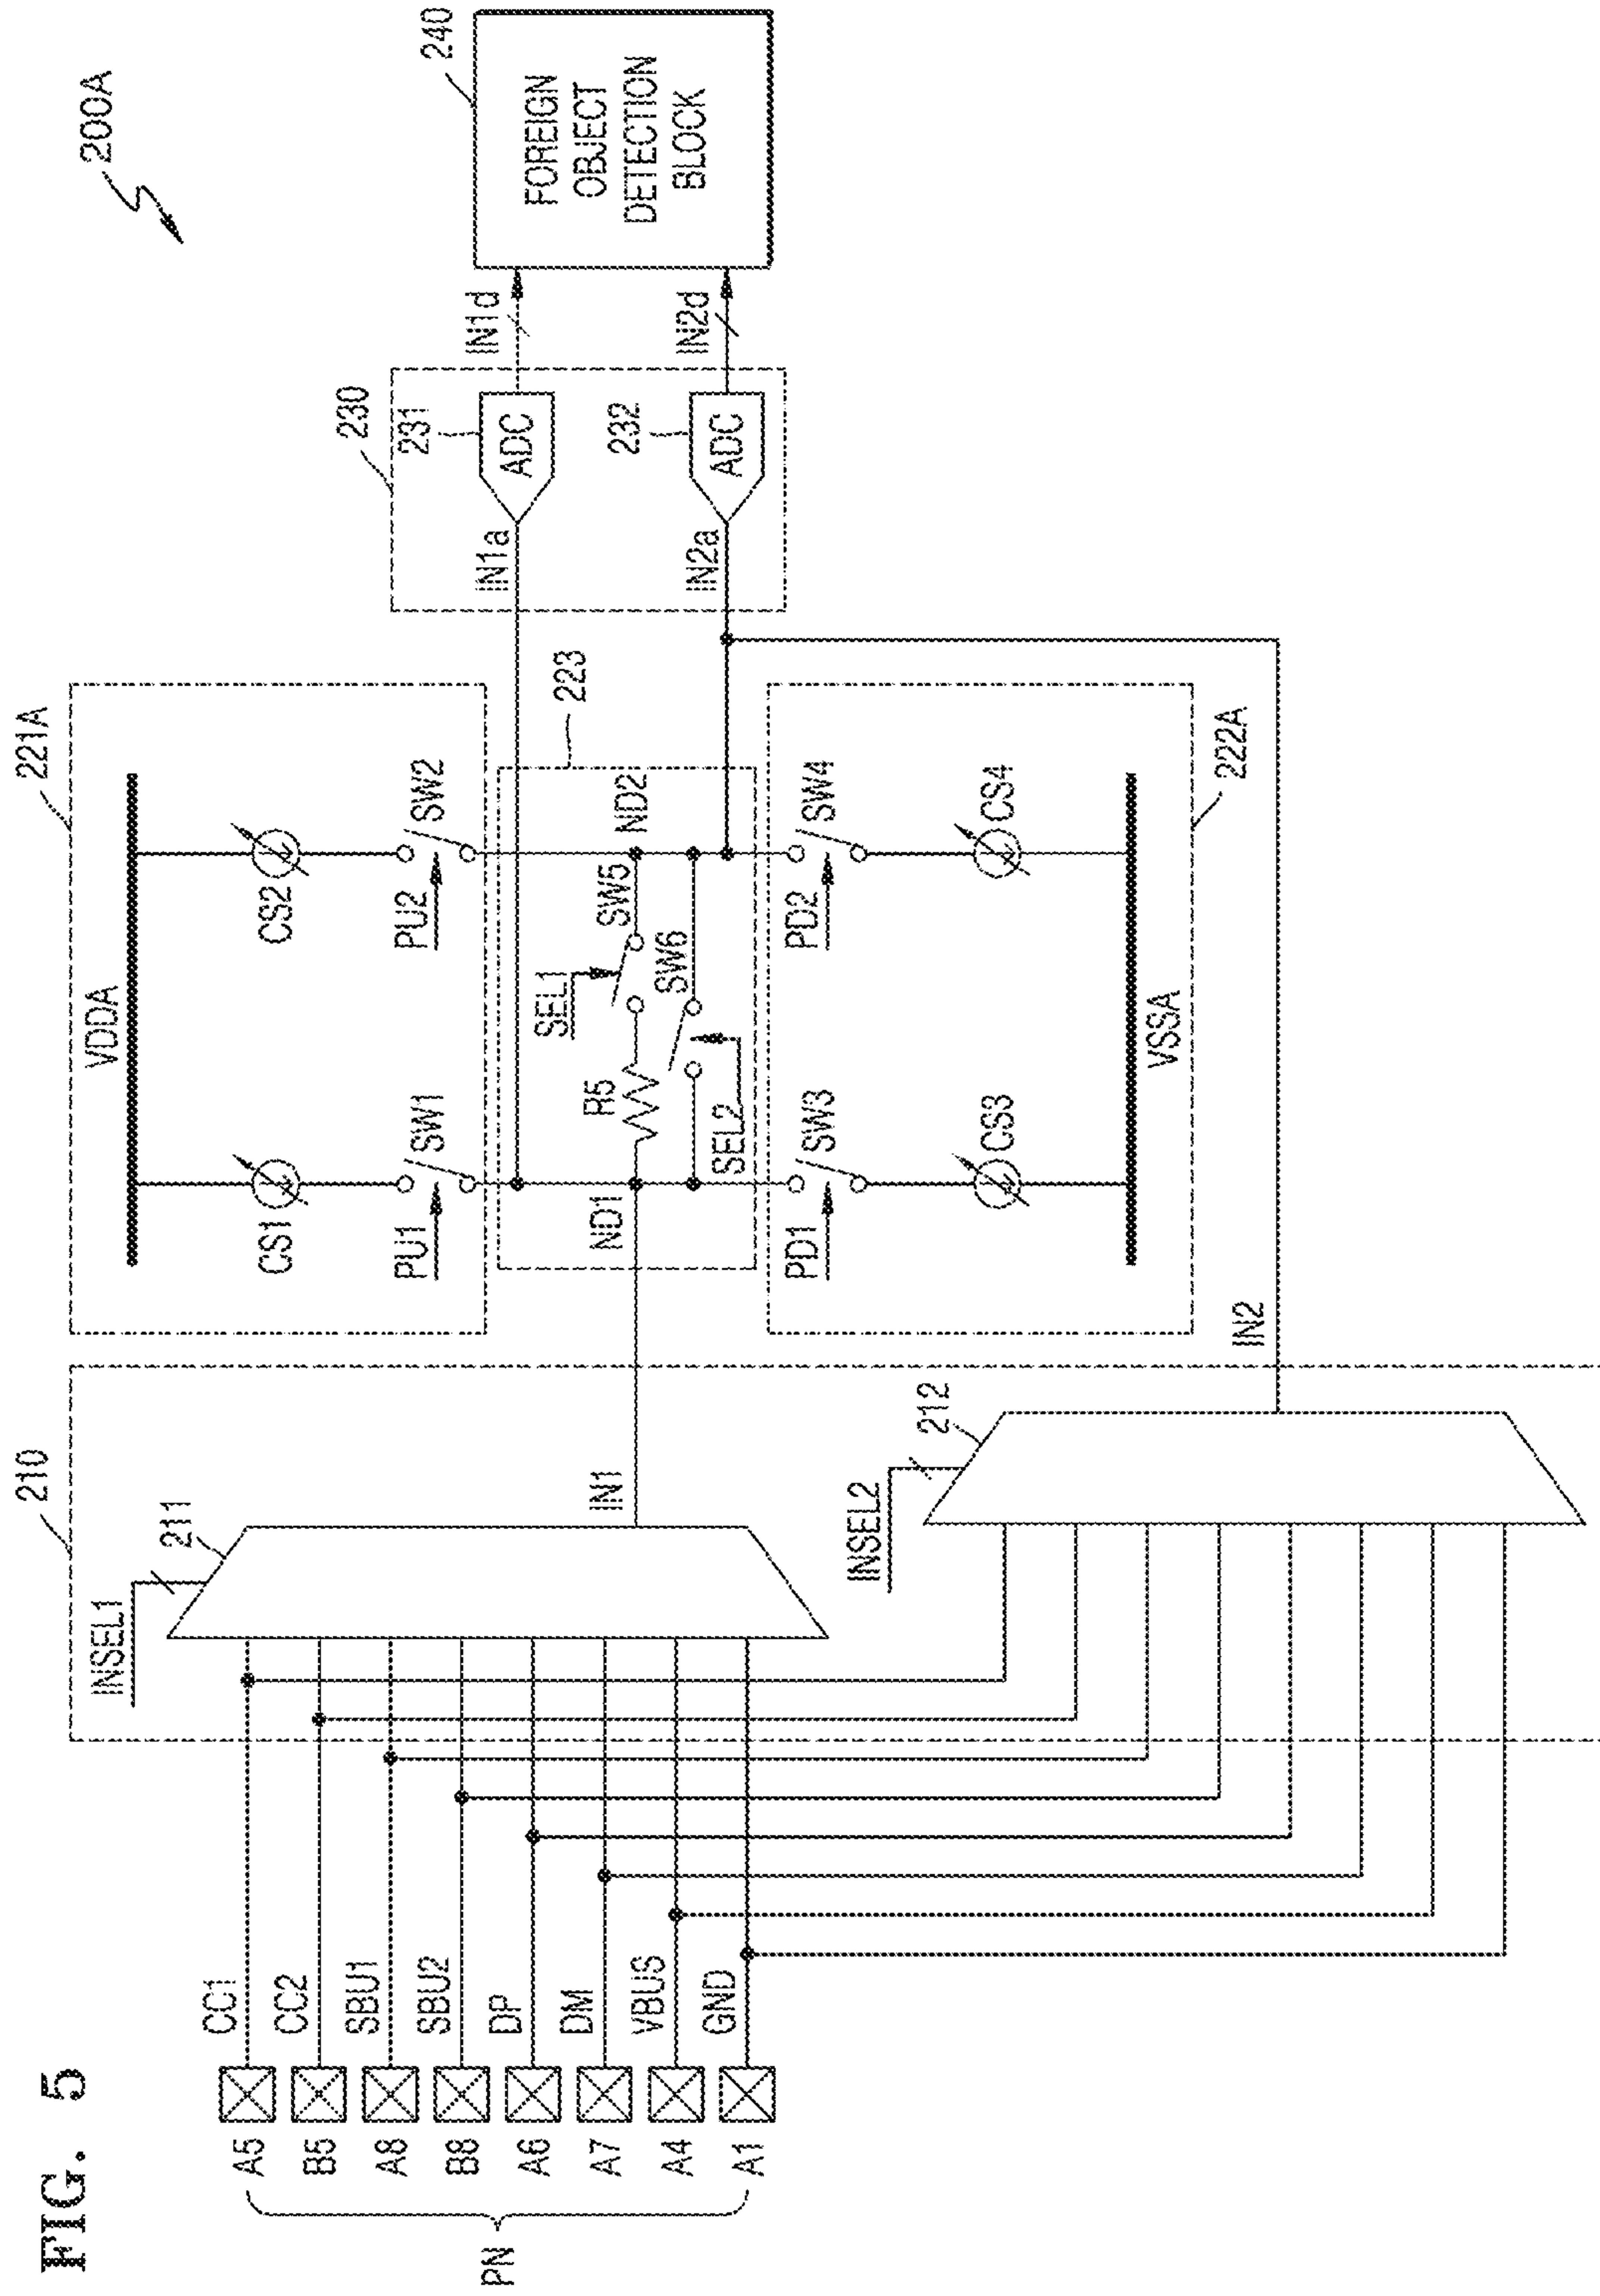 FIG. 5
200A
PN
A5
CC1
B5
CC2
A8
SBU1
B8
SBU2
A6
DP
A7
DM
A4
VBUS
A1
GND
210
INSEL1
211
IN1
INSEL2
212
IN2
221A
VDDA
CS1
CS2
PU1
SW1
PU2
SW2
223
ND1
ND2
R5
SEL1
SW5
SEL2
SW6
222A
PD1
SW3
PD2
SW4
CS3
CS4
VSSA
230
IN1a
231
ADC
IN1d
IN2a
232
ADC
IN2d
240
FOREIGN
OBJECT
DETECTION
BLOCK